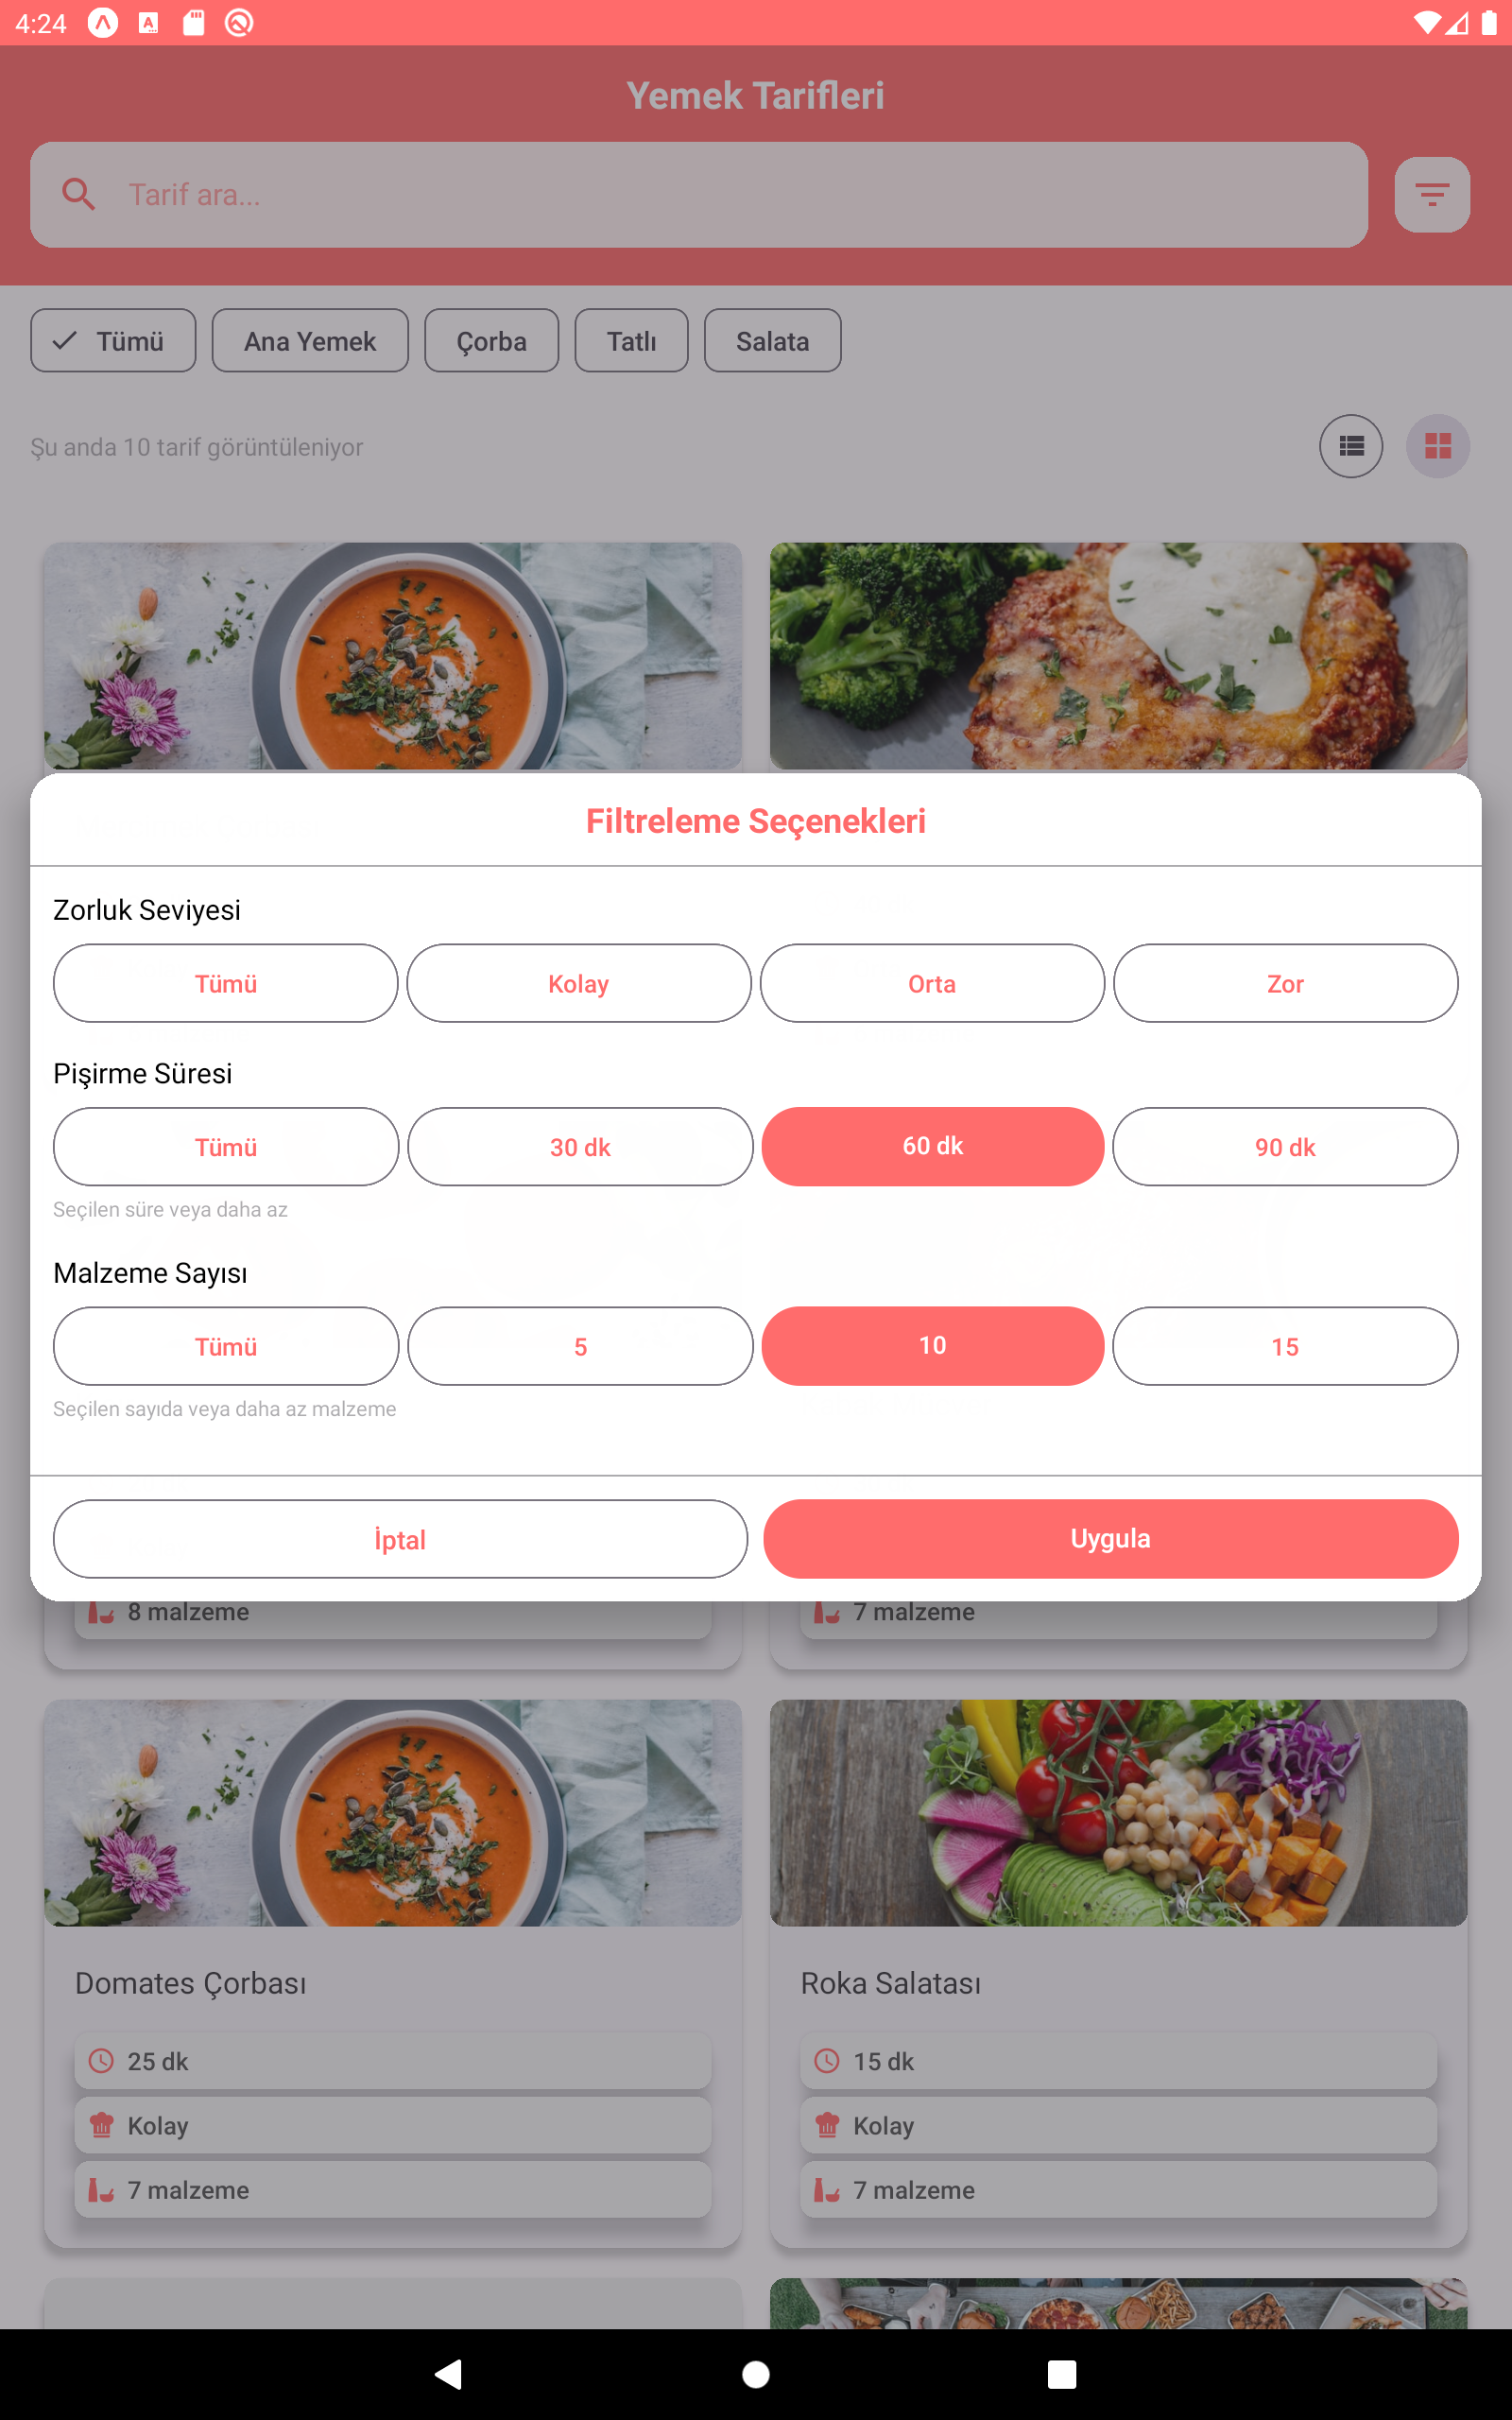 4:24
Yemek Tarifleri
Tarif ara...
Tümü Ana Yemek Çorba Tatlı Salata
Şu anda 10 tarif görüntüleniyor
Filtreleme Seçenekleri
Zorluk Seviyesi
Tümü Kolay Orta Zor
Pişirme Süresi
Tümü 30 dk 60 dk 90 dk
Seçilen süre veya daha az
Malzeme Sayısı
Tümü 5 10 15
Seçilen sayıda veya daha az malzeme
İptal Uygula
8 malzeme 7 malzeme
Domates Çorbası Roka Salatası
25 dk 15 dk
Kolay Kolay
7 malzeme 7 malzeme